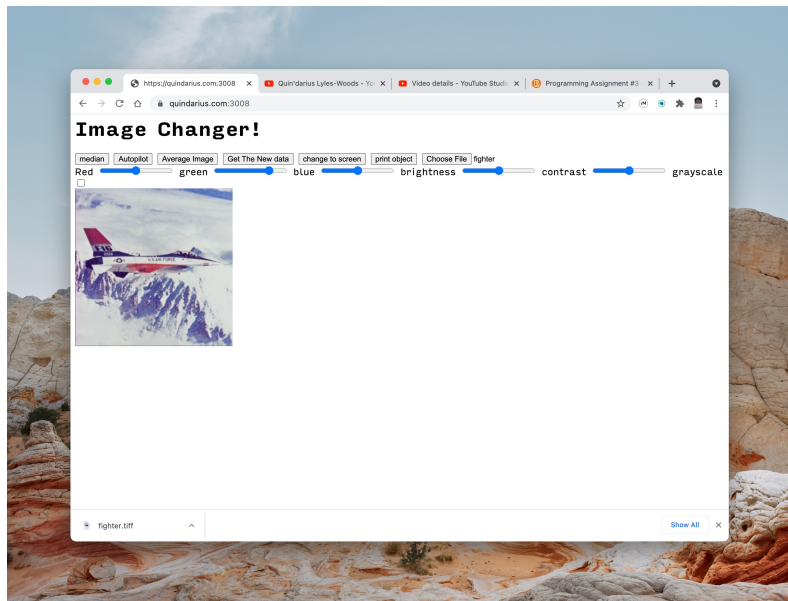 https://quindarius.com:3008
Quin'darius Lyles-Woods - Yo
Video details - YouTube Studi
Programming Assignment #3
quindarius.com:3008
Image Changer!
median Autopilot Average Image Get The New data change to screen print object Choose File fighter
Red green blue brightness contrast grayscale
F16
U.S. AIR FORCE
fighter.tiff
Show All